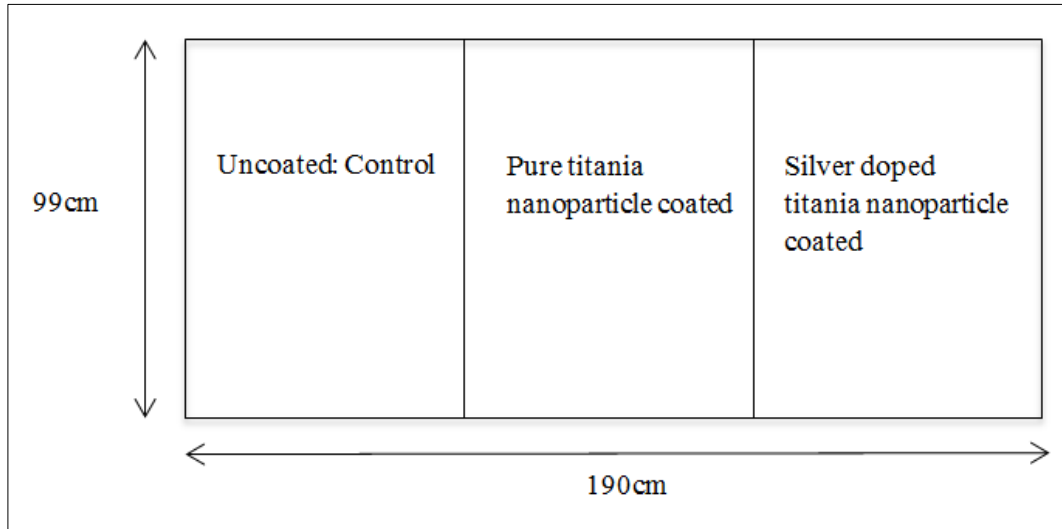 Uncoated: Control
Pure titania
nanoparticle coated
Silver doped
titania nanoparticle
coated
99cm
190cm